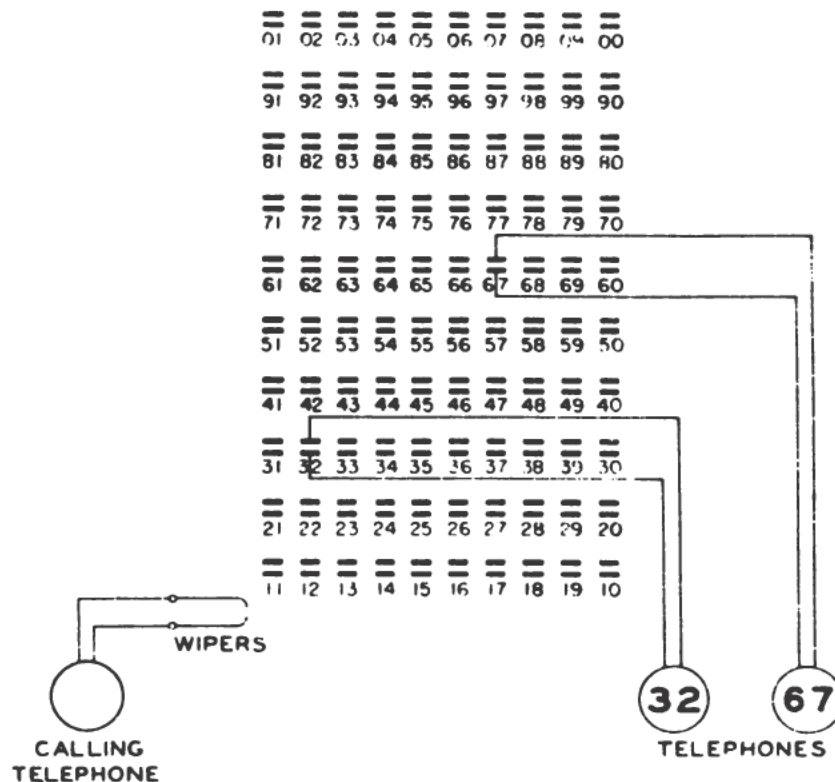 01 02 03 04 05 06 07 08 09 00
91 92 93 94 95 96 97 98 99 90
81 82 83 84 85 86 87 88 89 80
71 72 73 74 75 76 77 78 79 70
61 62 63 64 65 66 67 68 69 60
51 52 53 54 55 56 57 58 59 50
41 42 43 44 45 46 47 48 49 40
31 32 33 34 35 36 37 38 39 30
21 22 23 24 25 26 27 28 29 20
11 12 13 14 15 16 17 18 19 10
WIPERS
32 67
CALLING
TELEPHONE
TELEPHONES